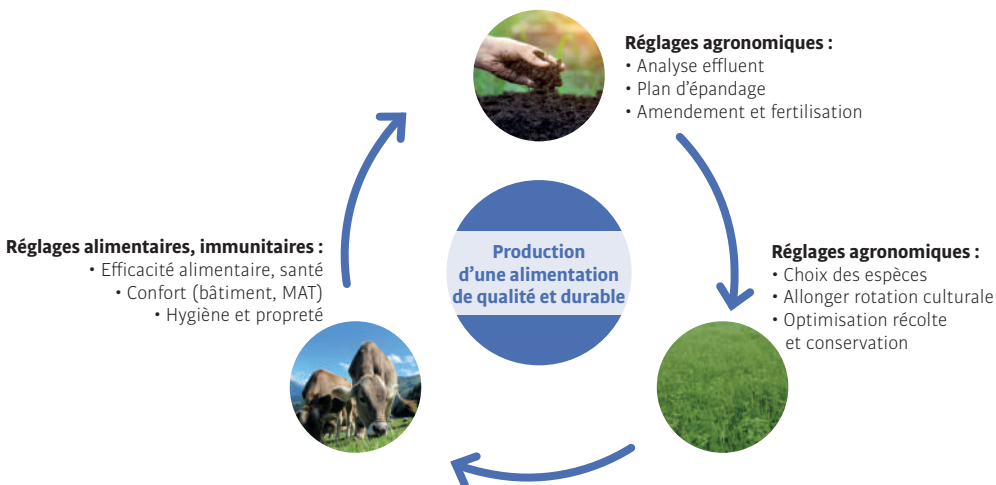 Réglages agronomiques :
• Analyse effluent
• Plan d'épandage
• Amendement et fertilisation
Réglages alimentaires, immunitaires :
• Efficacité alimentaire, santé
• Confort (bâtiment, MAT)
• Hygiène et propreté
Production
d'une alimentation
de qualité et durable
Réglages agronomiques :
• Choix des espèces
• Allonger rotation culturale
• Optimisation récolte
et conservation